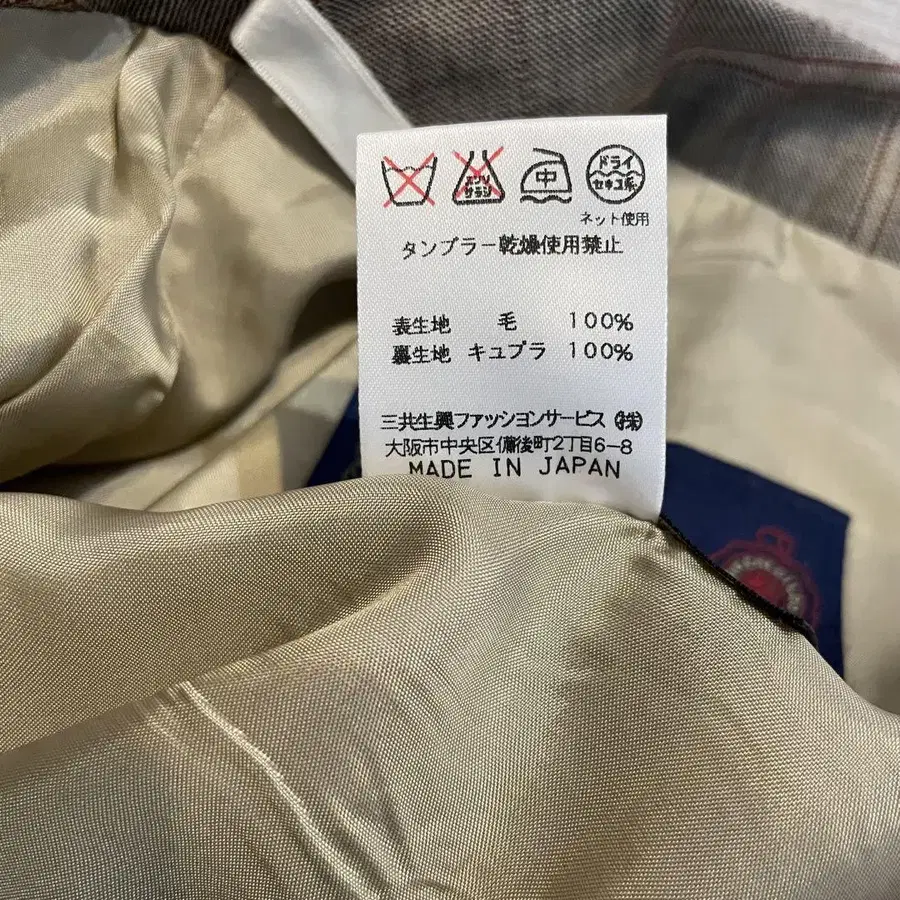 エンソ
サラシ
中
ドライ
セキユ系
ネット使用
タンブラー乾燥使用禁止
表生地 毛 100%
裏生地 キュプラ 100%
三共生興ファッションサービス㈱
大阪市中央区備後町2丁目6-8
MADE IN JAPAN